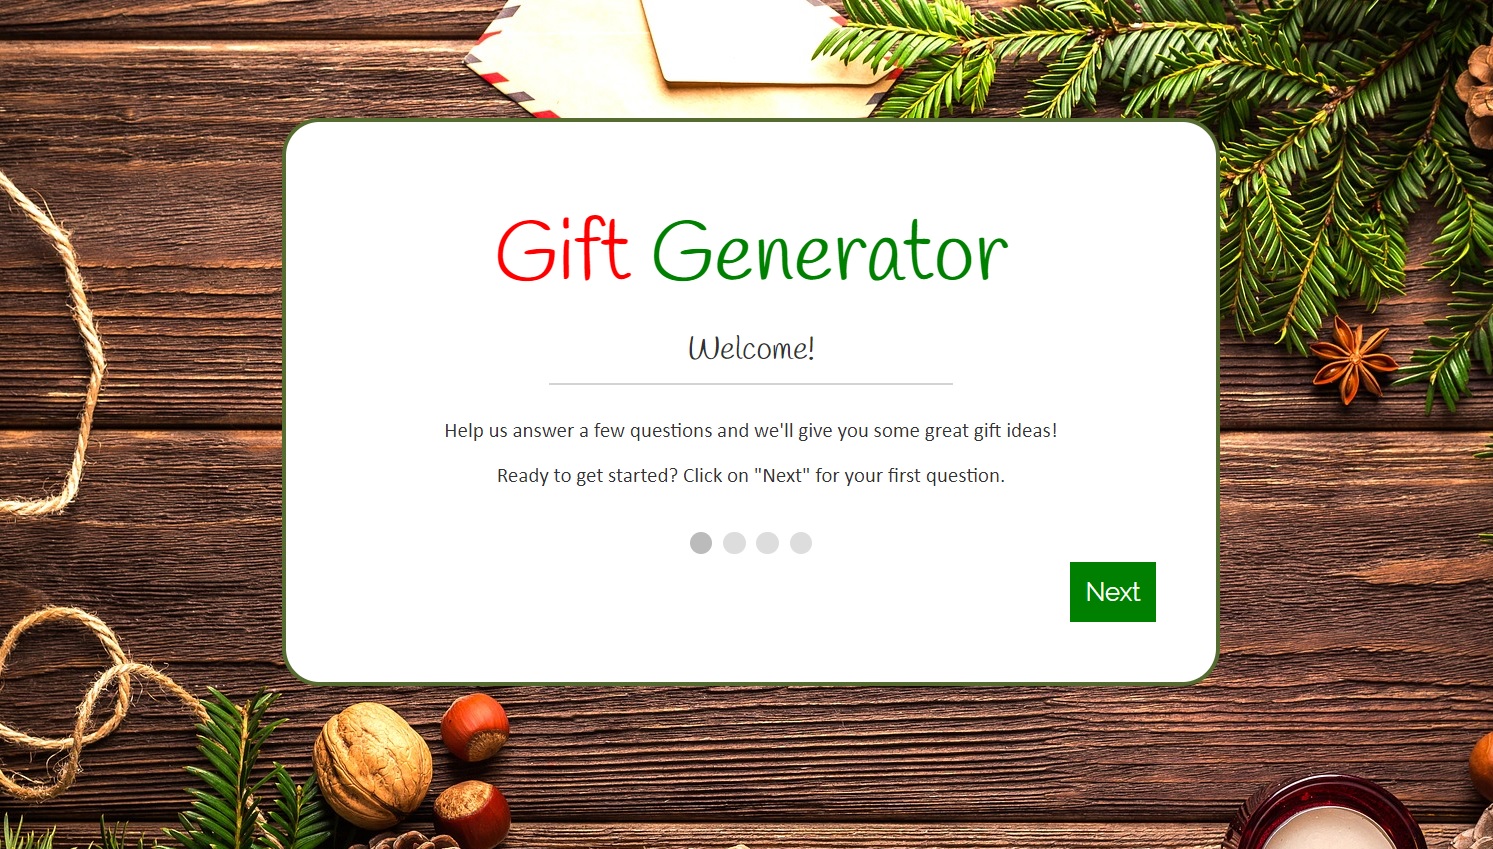 Gift Generator
Welcome!
Help us answer a few questions and we'll give you some great gift ideas!
Ready to get started? Click on "Next" for your first question.
Next